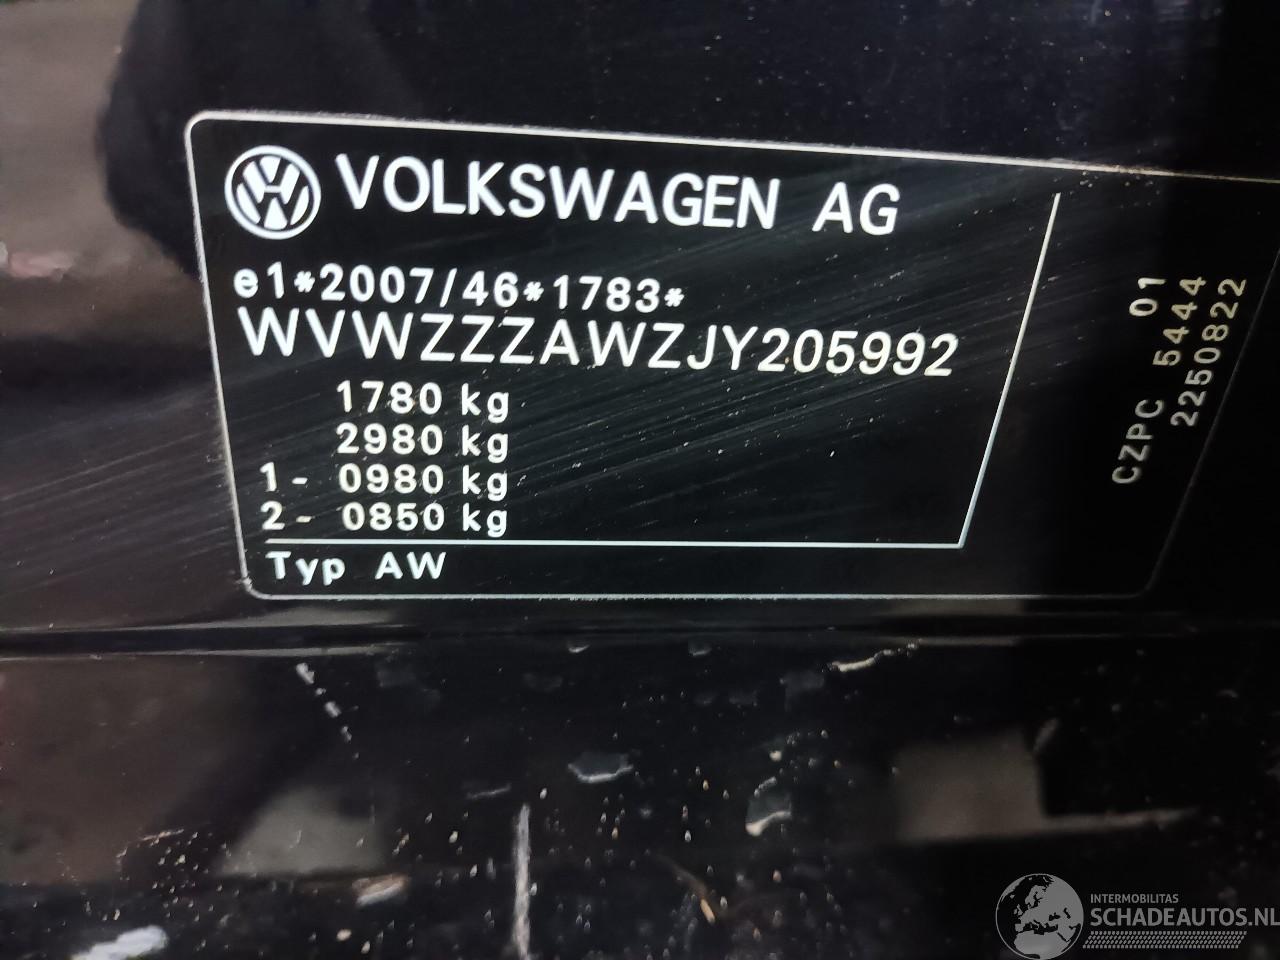 VOLKSWAGEN AG
e1*2007/46*1783*
WVWZZZAWZJY205992
1780 kg
2980 kg
1- 0980 kg
2- 0850 kg
Typ AW
01
CZPC 5444
2250822
INTERMOBILITAS
SCHADEAUTOS.NL